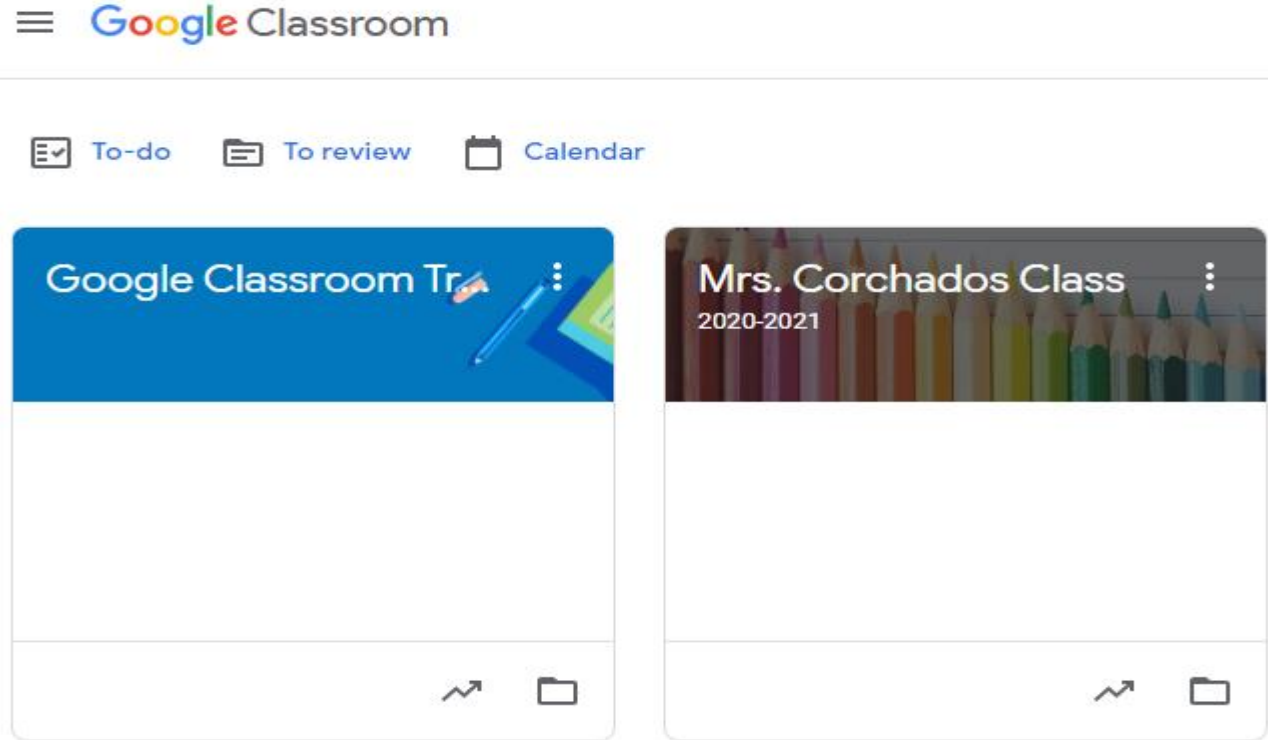 Google Classroom
To-do To review Calendar
Google Classroom Tr...
Mrs. Corchados Class
2020-2021